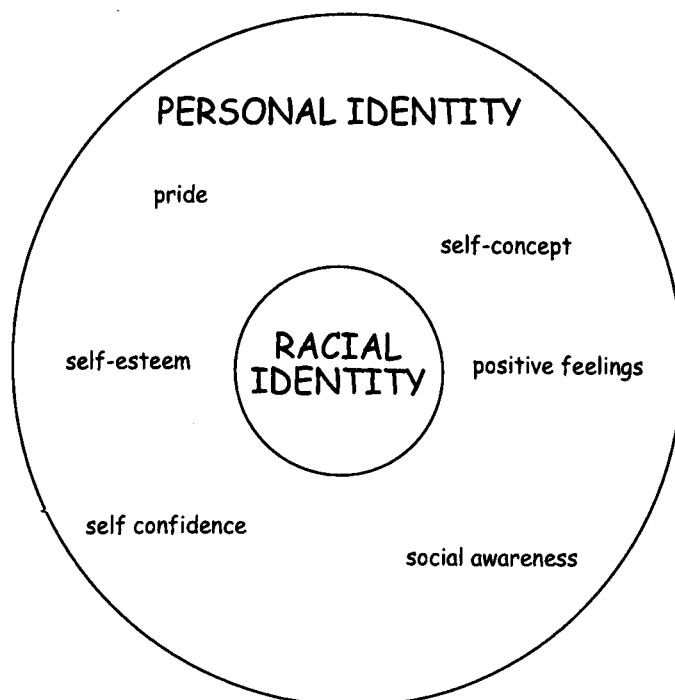 PERSONAL IDENTITY
pride
self-concept
RACIAL
IDENTITY
self-esteem
positive feelings
self confidence
social awareness